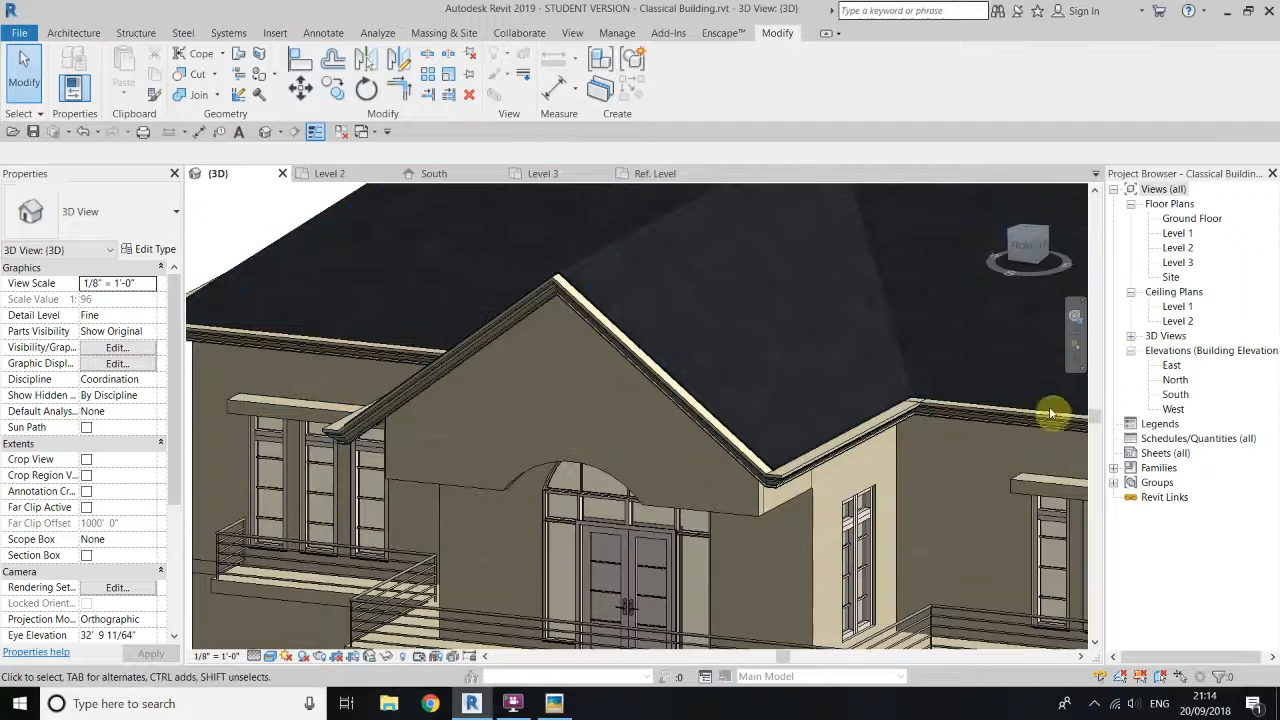 Autodesk Revit 2019 - STUDENT VERSION - Classical Building.rvt - 3D View: {3D}
Type a keyword or phrase
Sign In
File Architecture Structure Steel Systems Insert Annotate Analyze Massing & Site Collaborate View Manage Add-Ins Enscape™ Modify
Modify Paste Cope Cut Join
Select Properties Clipboard Geometry Modify View Measure Create
Properties
{3D} Level 2 South Level 3 Ref. Level
3D View
3D View: {3D} Edit Type
Graphics
View Scale 1/8" = 1'-0"
Scale Value 1: 96
Detail Level Fine
Parts Visibility Show Original
Visibility/Grap... Edit...
Graphic Displ... Edit...
Discipline Coordination
Show Hidden ... By Discipline
Default Analys... None
Sun Path
Extents
Crop View
Crop Region V...
Annotation Cr...
Far Clip Active
Far Clip Offset 1000' 0"
Scope Box None
Section Box
Camera
Rendering Set... Edit...
Locked Orient...
Projection Mo... Orthographic
Eye Elevation 32' 9 11/64"
Properties help Apply
FRONT
Project Browser - Classical Buildin...
Views (all)
Floor Plans
Ground Floor
Level 1
Level 2
Level 3
Site
Ceiling Plans
Level 1
Level 2
3D Views
Elevations (Building Elevation
East
North
South
West
Legends
Schedules/Quantities (all)
Sheets (all)
Families
Groups
Revit Links
1/8" = 1'-0"
Click to select, TAB for alternates, CTRL adds, SHIFT unselects.
:0 Main Model :0
Type here to search
ENG
21:14
20/09/2018